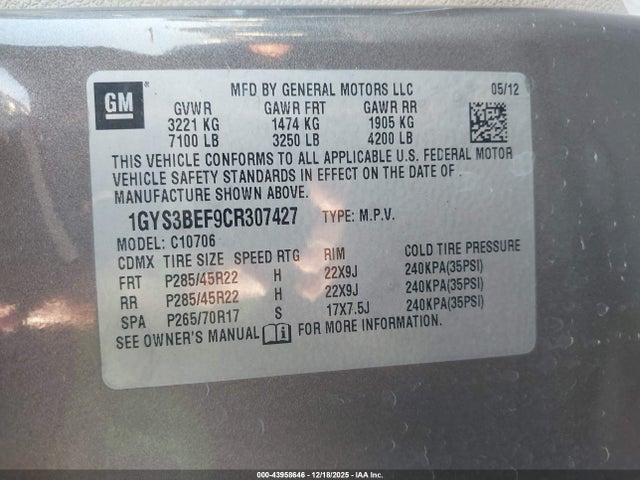 GM
MFD BY GENERAL MOTORS LLC 05/12
GVWR GAWR FRT GAWR RR
3221 KG 1474 KG 1905 KG
7100 LB 3250 LB 4200 LB
THIS VEHICLE CONFORMS TO ALL APPLICABLE U.S. FEDERAL MOTOR
VEHICLE SAFETY STANDARDS IN EFFECT ON THE DATE OF
MANUFACTURE SHOWN ABOVE.
1GYS3BEF9CR307427 TYPE: M.P.V.
MODEL: C10706
CDMX TIRE SIZE SPEED RTG RIM COLD TIRE PRESSURE
FRT P285/45R22 H 22X9J 240KPA(35PSI)
RR P285/45R22 H 22X9J 240KPA(35PSI)
SPA P265/70R17 S 17X7.5J 240KPA(35PSI)
SEE OWNER'S MANUAL FOR MORE INFORMATION.
000-43958646 - 12/18/2025 - IAA Inc.